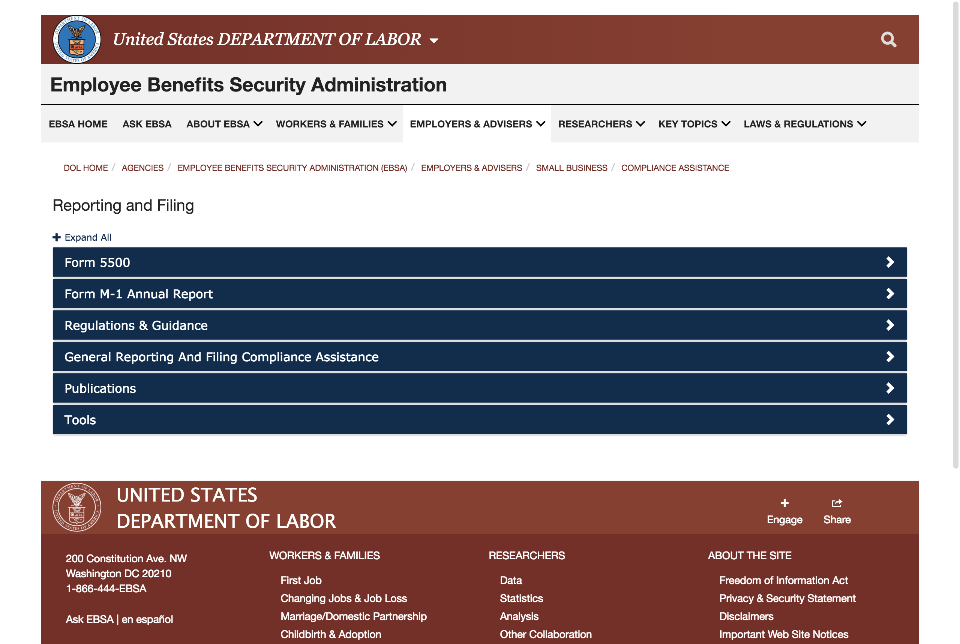 United States DEPARTMENT OF LABOR
Employee Benefits Security Administration
EBSA HOME ASK EBSA ABOUT EBSA WORKERS & FAMILIES EMPLOYERS & ADVISERS RESEARCHERS KEY TOPICS LAWS & REGULATIONS
DOL HOME / AGENCIES / EMPLOYEE BENEFITS SECURITY ADMINISTRATION (EBSA) / EMPLOYERS & ADVISERS / SMALL BUSINESS / COMPLIANCE ASSISTANCE
Reporting and Filing
+ Expand All
Form 5500
Form M-1 Annual Report
Regulations & Guidance
General Reporting And Filing Compliance Assistance
Publications
Tools
UNITED STATES
DEPARTMENT OF LABOR
Engage Share
200 Constitution Ave. NW
Washington DC 20210
1-866-444-EBSA
Ask EBSA | en español
WORKERS & FAMILIES
First Job
Changing Jobs & Job Loss
Marriage/Domestic Partnership
Childbirth & Adoption
RESEARCHERS
Data
Statistics
Analysis
Other Collaboration
ABOUT THE SITE
Freedom of Information Act
Privacy & Security Statement
Disclaimers
Important Web Site Notices